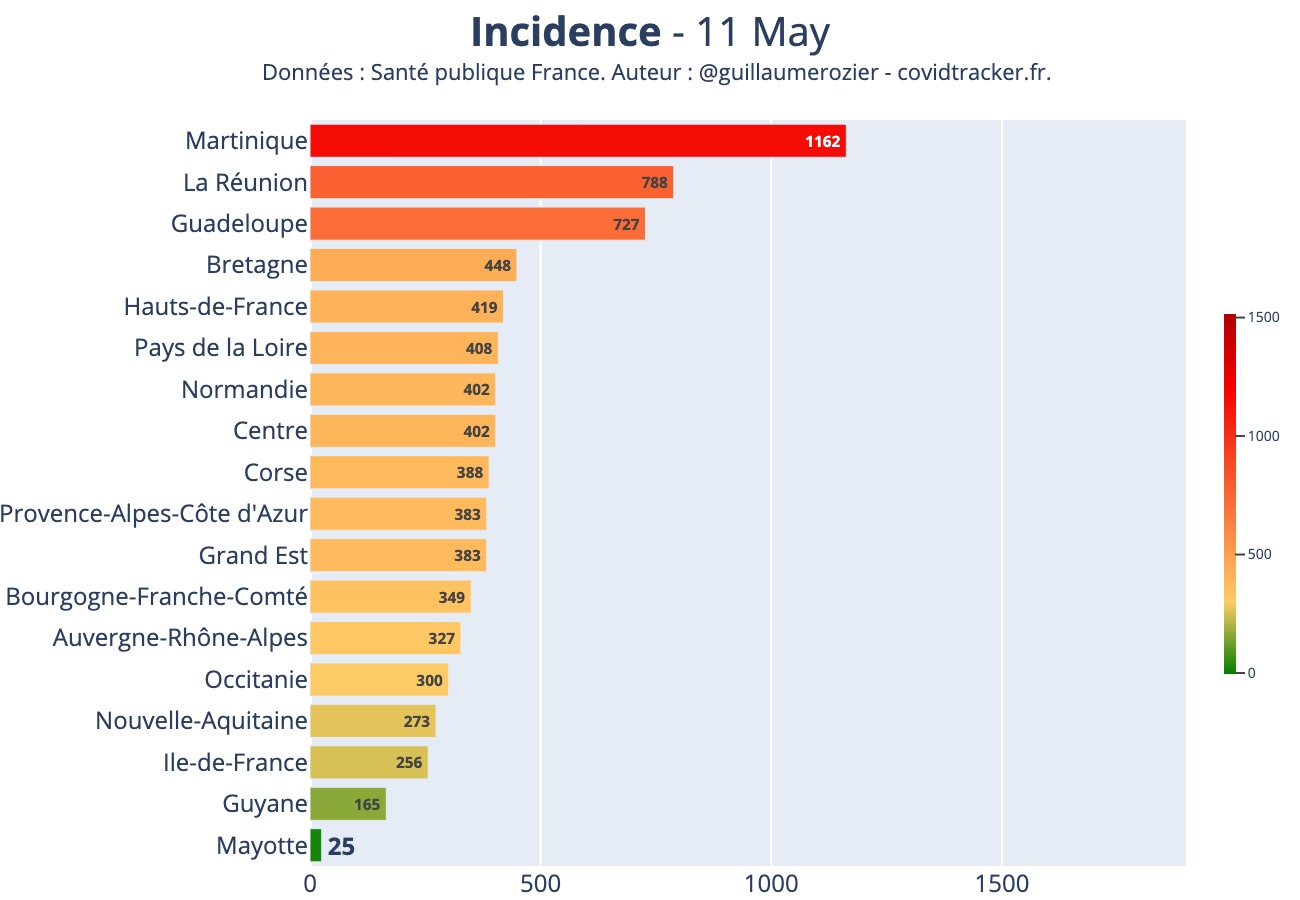 Incidence - 11 May
Données : Santé publique France. Auteur : @guillaumerozier - covidtracker.fr.
Martinique 1162
La Réunion 788
Guadeloupe 727
Bretagne 448
Hauts-de-France 419
Pays de la Loire 408
Normandie 402
Centre 402
Corse 388
Provence-Alpes-Côte d'Azur 383
Grand Est 383
Bourgogne-Franche-Comté 349
Auvergne-Rhône-Alpes 327
Occitanie 300
Nouvelle-Aquitaine 273
Ile-de-France 256
Guyane 165
Mayotte 25
0 500 1000 1500
1500
1000
500
0